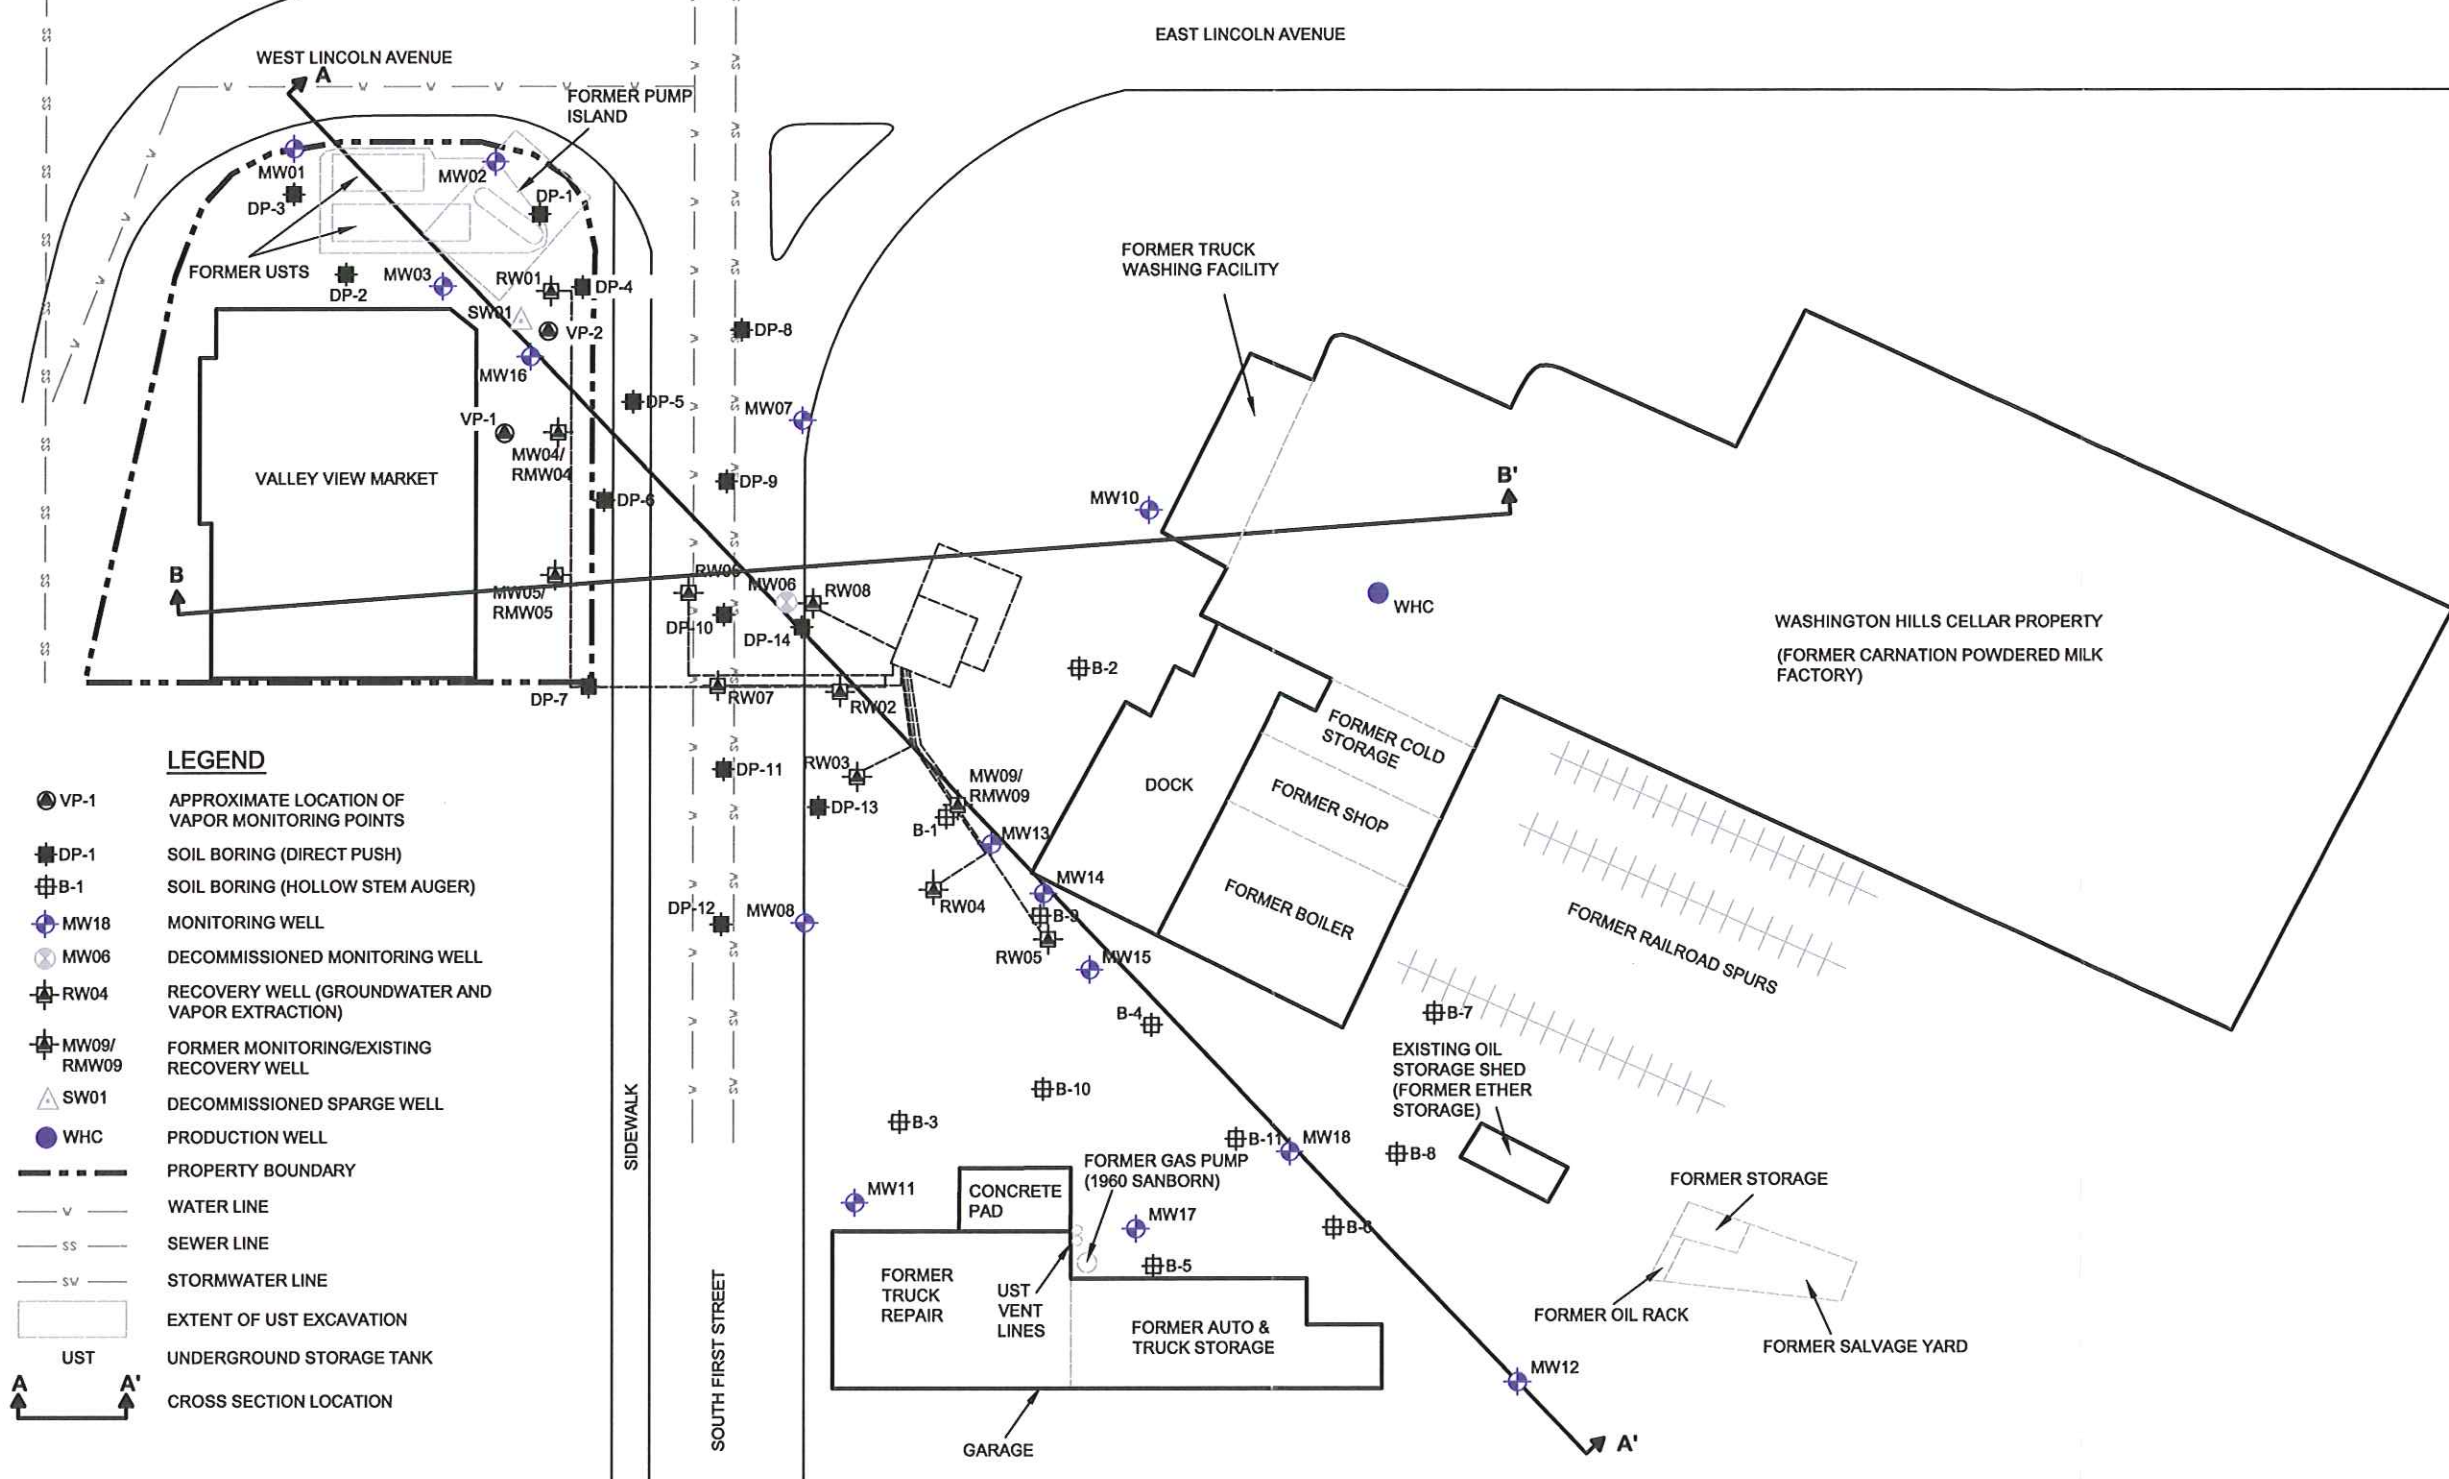 EAST LINCOLN AVENUE
WEST LINCOLN AVENUE
A
FORMER PUMP
ISLAND
MW01
MW02
DP-3
DP-1
FORMER USTS
DP-2
MW03
RW01
DP-4
SW01
VP-2
MW16
DP-8
DP-5
MW07
VP-1
MW04/
RMW04
VALLEY VIEW MARKET
DP-9
DP-6
FORMER TRUCK
WASHING FACILITY
MW10
B'
B
MW05/
RMW05
RW06
MW06
RW08
DP-10
DP-14
WHC
WASHINGTON HILLS CELLAR PROPERTY
(FORMER CARNATION POWDERED MILK
FACTORY)
B-2
DP-7
RW07
RW02
FORMER COLD
STORAGE
DP-11
RW03
MW09/
RMW09
DOCK
FORMER SHOP
DP-13
B-1
MW13
MW14
FORMER BOILER
RW04
DP-12
MW08
B-9
RW05
MW15
FORMER RAILROAD SPURS
B-4
B-7
EXISTING OIL
STORAGE SHED
(FORMER ETHER
STORAGE)
B-10
B-3
B-11
MW18
B-8
FORMER GAS PUMP
(1960 SANBORN)
MW11
CONCRETE
PAD
MW17
B-6
B-5
FORMER STORAGE
FORMER
TRUCK
REPAIR
UST
VENT
LINES
FORMER AUTO &
TRUCK STORAGE
FORMER OIL RACK
FORMER SALVAGE YARD
MW12
GARAGE
A'
SIDEWALK
SOUTH FIRST STREET
LEGEND
VP-1 APPROXIMATE LOCATION OF
VAPOR MONITORING POINTS
DP-1 SOIL BORING (DIRECT PUSH)
B-1 SOIL BORING (HOLLOW STEM AUGER)
MW18 MONITORING WELL
MW06 DECOMMISSIONED MONITORING WELL
RW04 RECOVERY WELL (GROUNDWATER AND
VAPOR EXTRACTION)
MW09/ FORMER MONITORING/EXISTING
RMW09 RECOVERY WELL
SW01 DECOMMISSIONED SPARGE WELL
WHC PRODUCTION WELL
PROPERTY BOUNDARY
W WATER LINE
SS SEWER LINE
SW STORMWATER LINE
EXTENT OF UST EXCAVATION
UST UNDERGROUND STORAGE TANK
A A' CROSS SECTION LOCATION